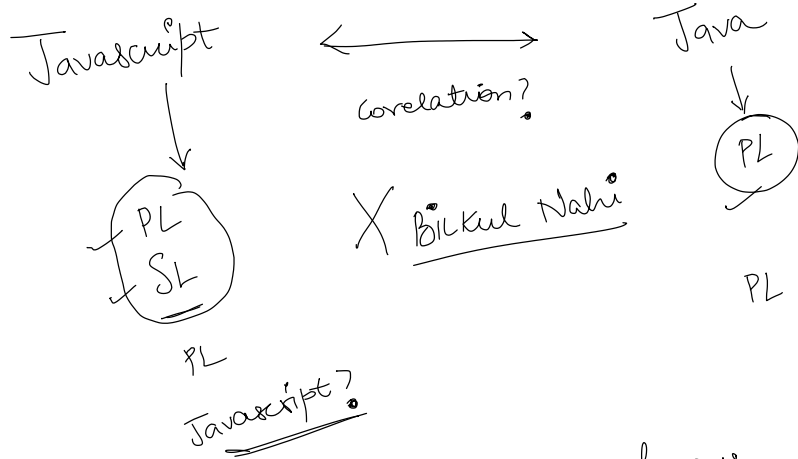 Javascript Java
corelation?
PL
PL
X Bilkul Nahi
SL
PL
PL
Javascript?